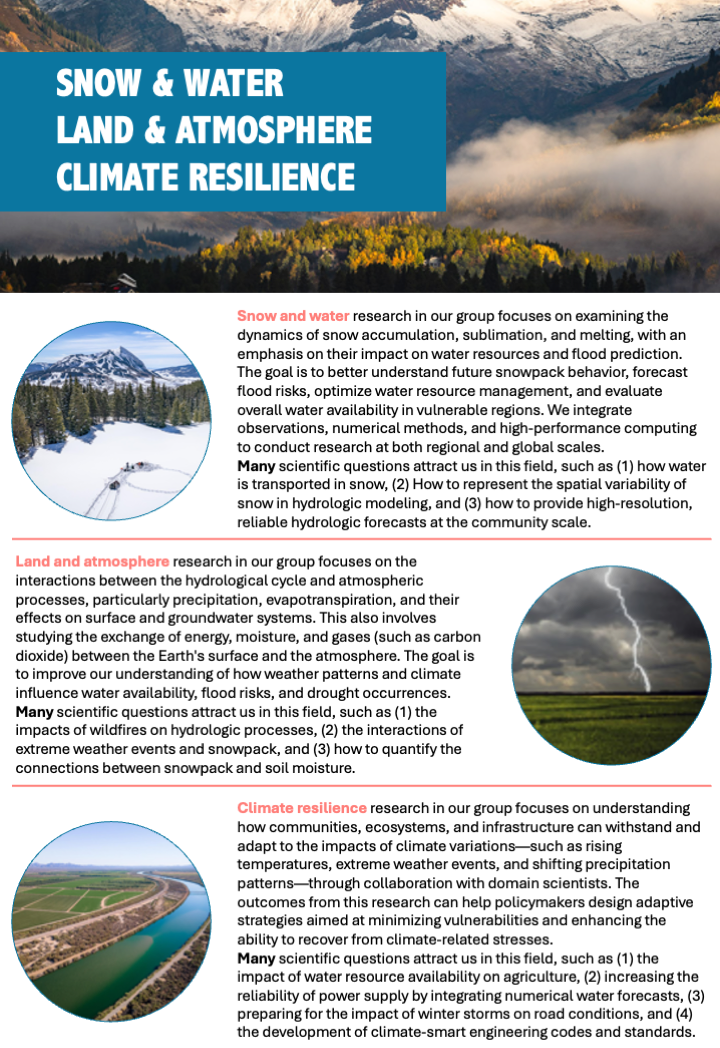 SNOW & WATER
LAND & ATMOSPHERE
CLIMATE RESILIENCE
Snow and water research in our group focuses on examining the
dynamics of snow accumulation, sublimation, and melting, with an
emphasis on their impact on water resources and flood prediction.
The goal is to better understand future snowpack behavior, forecast
flood risks, optimize water resource management, and evaluate
overall water availability in vulnerable regions. We integrate
observations, numerical methods, and high-performance computing
to conduct research at both regional and global scales.
Many scientific questions attract us in this field, such as (1) how water
is transported in snow, (2) How to represent the spatial variability of
snow in hydrologic modeling, and (3) how to provide high-resolution,
reliable hydrologic forecasts at the community scale.
Land and atmosphere research in our group focuses on the
interactions between the hydrological cycle and atmospheric
processes, particularly precipitation, evapotranspiration, and their
effects on surface and groundwater systems. This also involves
studying the exchange of energy, moisture, and gases (such as carbon
dioxide) between the Earth's surface and the atmosphere. The goal is
to improve our understanding of how weather patterns and climate
influence water availability, flood risks, and drought occurrences.
Many scientific questions attract us in this field, such as (1) the
impacts of wildfires on hydrologic processes, (2) the interactions of
extreme weather events and snowpack, and (3) how to quantify the
connections between snowpack and soil moisture.
Climate resilience research in our group focuses on understanding
how communities, ecosystems, and infrastructure can withstand and
adapt to the impacts of climate variations—such as rising
temperatures, extreme weather events, and shifting precipitation
patterns—through collaboration with domain scientists. The
outcomes from this research can help policymakers design adaptive
strategies aimed at minimizing vulnerabilities and enhancing the
ability to recover from climate-related stresses.
Many scientific questions attract us in this field, such as (1) the
impact of water resource availability on agriculture, (2) increasing the
reliability of power supply by integrating numerical water forecasts, (3)
preparing for the impact of winter storms on road conditions, and (4)
the development of climate-smart engineering codes and standards.